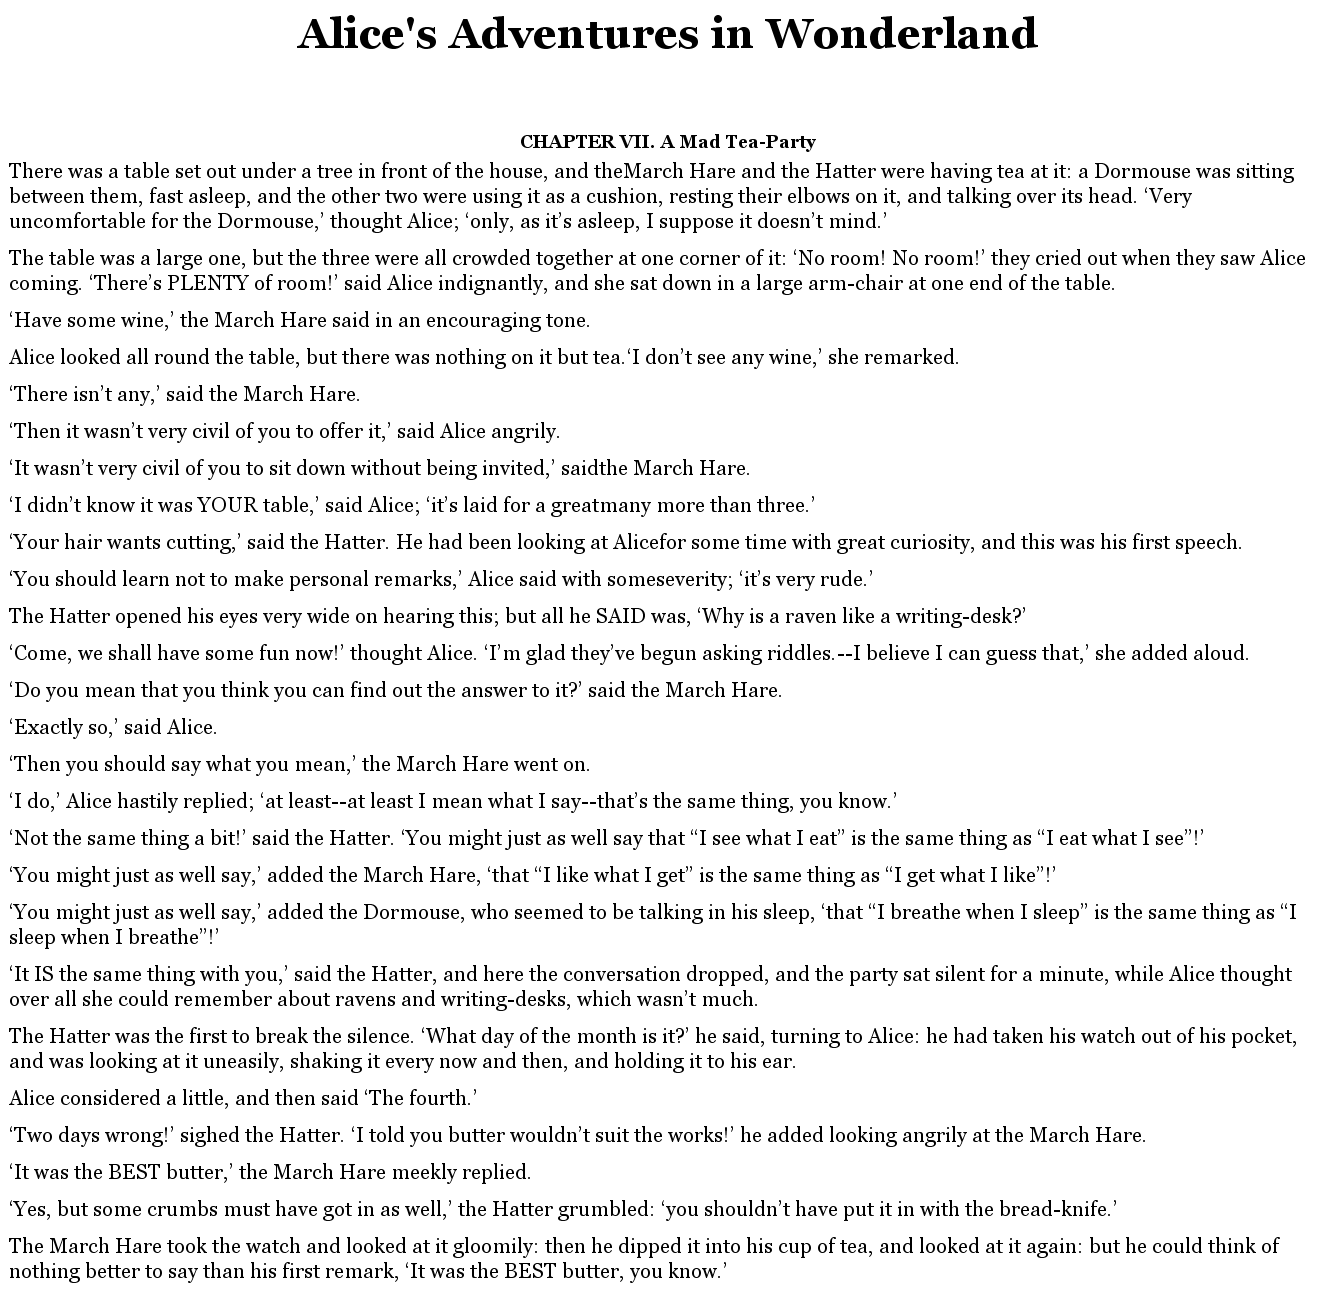 Alice's Adventures in Wonderland
CHAPTER VII. A Mad Tea-Party
There was a table set out under a tree in front of the house, and theMarch Hare and the Hatter were having tea at it: a Dormouse was sitting
between them, fast asleep, and the other two were using it as a cushion, resting their elbows on it, and talking over its head. ‘Very
uncomfortable for the Dormouse,’ thought Alice; ‘only, as it’s asleep, I suppose it doesn’t mind.’
The table was a large one, but the three were all crowded together at one corner of it: ‘No room! No room!’ they cried out when they saw Alice
coming. ‘There’s PLENTY of room!’ said Alice indignantly, and she sat down in a large arm-chair at one end of the table.
‘Have some wine,’ the March Hare said in an encouraging tone.
Alice looked all round the table, but there was nothing on it but tea.‘I don’t see any wine,’ she remarked.
‘There isn’t any,’ said the March Hare.
‘Then it wasn’t very civil of you to offer it,’ said Alice angrily.
‘It wasn’t very civil of you to sit down without being invited,’ saidthe March Hare.
‘I didn’t know it was YOUR table,’ said Alice; ‘it’s laid for a greatmany more than three.’
‘Your hair wants cutting,’ said the Hatter. He had been looking at Alicefor some time with great curiosity, and this was his first speech.
‘You should learn not to make personal remarks,’ Alice said with someseverity; ‘it’s very rude.’
The Hatter opened his eyes very wide on hearing this; but all he SAID was, ‘Why is a raven like a writing-desk?’
‘Come, we shall have some fun now!’ thought Alice. ‘I’m glad they’ve begun asking riddles.--I believe I can guess that,’ she added aloud.
‘Do you mean that you think you can find out the answer to it?’ said the March Hare.
‘Exactly so,’ said Alice.
‘Then you should say what you mean,’ the March Hare went on.
‘I do,’ Alice hastily replied; ‘at least--at least I mean what I say--that’s the same thing, you know.’
‘Not the same thing a bit!’ said the Hatter. ‘You might just as well say that “I see what I eat” is the same thing as “I eat what I see”!’
‘You might just as well say,’ added the March Hare, ‘that “I like what I get” is the same thing as “I get what I like”!’
‘You might just as well say,’ added the Dormouse, who seemed to be talking in his sleep, ‘that “I breathe when I sleep” is the same thing as “I
sleep when I breathe”!’
‘It IS the same thing with you,’ said the Hatter, and here the conversation dropped, and the party sat silent for a minute, while Alice thought
over all she could remember about ravens and writing-desks, which wasn’t much.
The Hatter was the first to break the silence. ‘What day of the month is it?’ he said, turning to Alice: he had taken his watch out of his pocket,
and was looking at it uneasily, shaking it every now and then, and holding it to his ear.
Alice considered a little, and then said ‘The fourth.’
‘Two days wrong!’ sighed the Hatter. ‘I told you butter wouldn’t suit the works!’ he added looking angrily at the March Hare.
‘It was the BEST butter,’ the March Hare meekly replied.
‘Yes, but some crumbs must have got in as well,’ the Hatter grumbled: ‘you shouldn’t have put it in with the bread-knife.’
The March Hare took the watch and looked at it gloomily: then he dipped it into his cup of tea, and looked at it again: but he could think of
nothing better to say than his first remark, ‘It was the BEST butter, you know.’